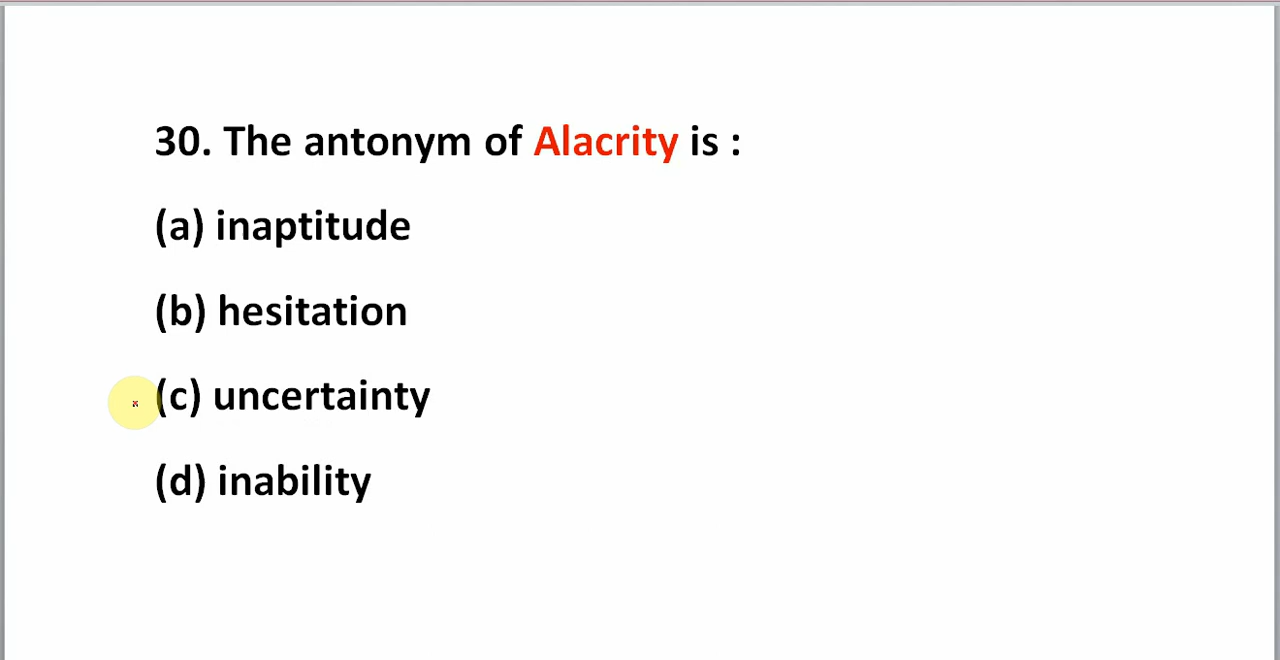 30. The antonym of Alacrity is :
(a) inaptitude
(b) hesitation
(c) uncertainty
(d) inability